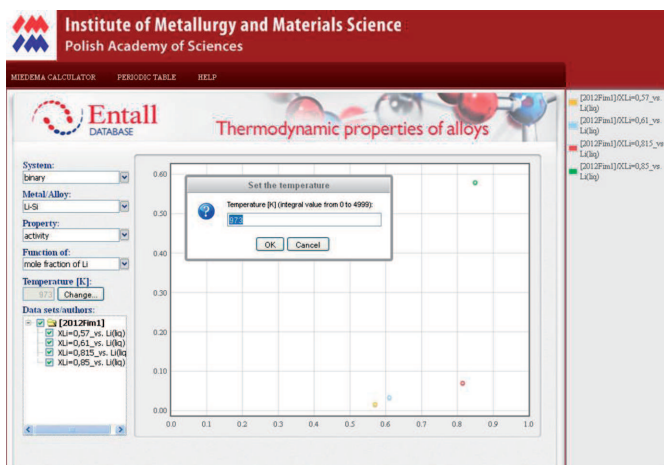 Institute of Metallurgy and Materials Science
Polish Academy of Sciences
MIEDEMA CALCULATOR PERIODIC TABLE HELP
Entall
DATABASE
Thermodynamic properties of alloys
System:
binary
Metal/Alloy:
Li-Si
Property:
activity
Function of:
mole fraction of Li
Temperature [K]:
973 Change...
Data sets/authors:
[2012Fim1]
XLi=0,57_vs. Li(liq)
XLi=0,61_vs. Li(liq)
XLi=0,815_vs. Li(liq
XLi=0,85_vs. Li(liq)
Set the temperature
Temperature [K] (integral value from 0 to 4999):
973
OK Cancel
0.60
0.50
0.40
0.30
0.20
0.10
0.00
0.0 0.1 0.2 0.3 0.4 0.5 0.6 0.7 0.8 0.9 1.0
[2012Fim1]/XLi=0,57_vs.
Li(liq)
[2012Fim1]/XLi=0,61_vs.
Li(liq)
[2012Fim1]/XLi=0,815_vs
Li(liq)
[2012Fim1]/XLi=0,85_vs.
Li(liq)